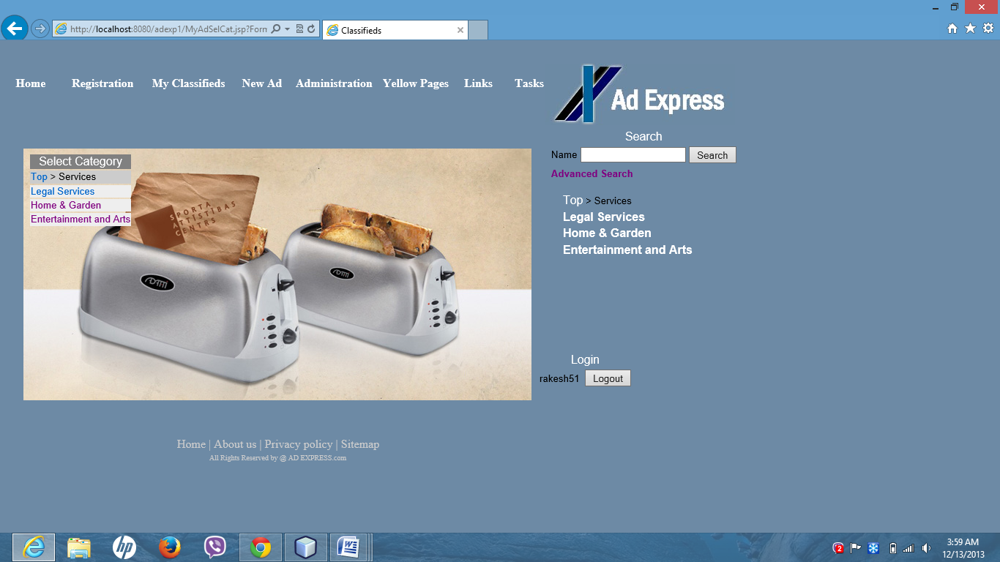 http://localhost:8080/adexp1/MyAdSelCat.jsp?Form
Classifieds
Home Registration My Classifieds New Ad Administration Yellow Pages Links Tasks
Ad Express
Search
Name Search
Advanced Search
Select Category
Top > Services
Legal Services
Home & Garden
Entertainment and Arts
SPORTA
ATTĪSTĪBAS
CENTRS
Top > Services
Legal Services
Home & Garden
Entertainment and Arts
Login
rakesh51 Logout
Home | About us | Privacy policy | Sitemap
All Rights Reserved by @ AD EXPRESS.com
hp
2
3:59 AM
12/13/2013